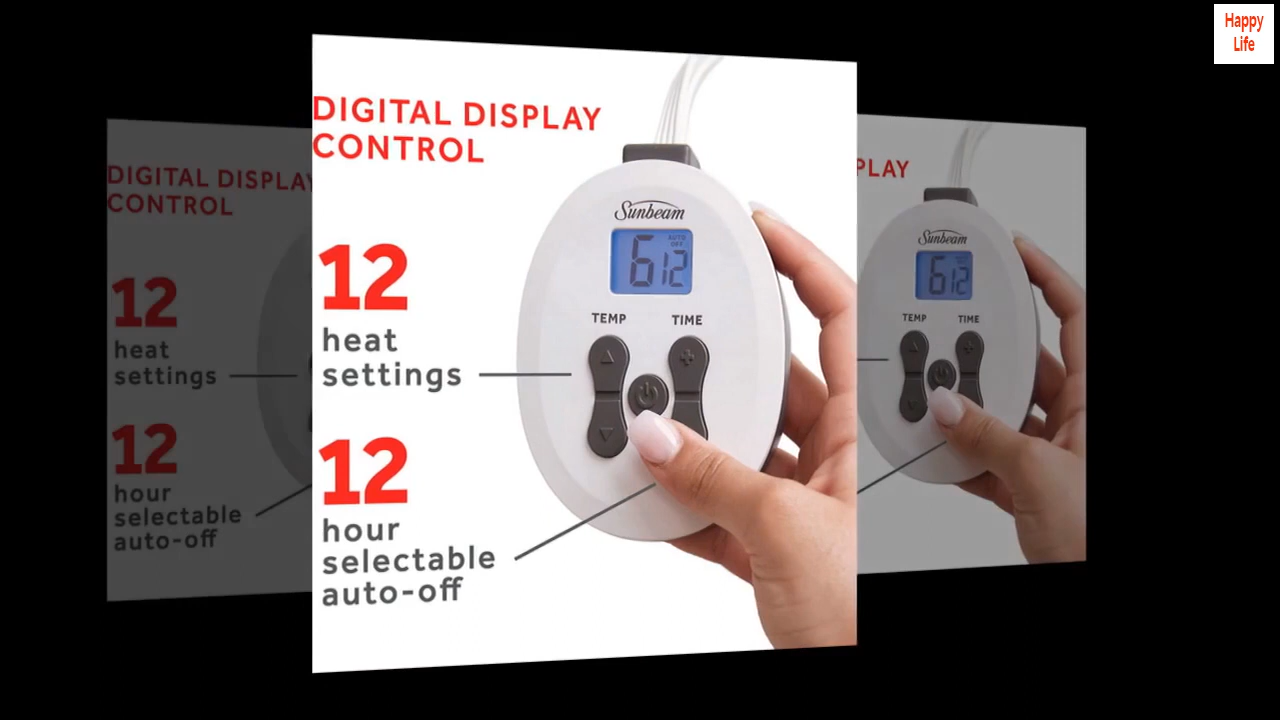 Happy
Life
DIGITAL DISPLAY
CONTROL
12
heat
settings
12
hour
selectable
auto-off
Sunbeam
AUTO
OFF
6 12
TEMP TIME
DIGITAL DISPLAY
CONTROL
12
heat
settings
12
hour
selectable
auto-off
PLAY
Sunbeam
6 12
TEMP TIME